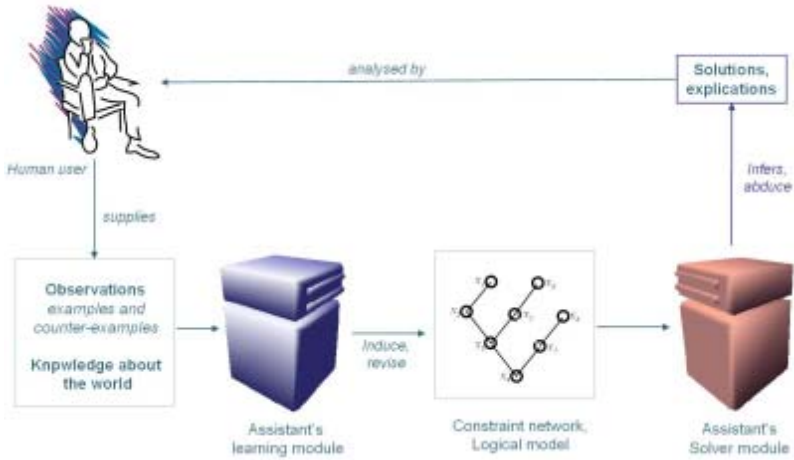 analysed by
Solutions,
explications
Human user
Infers,
abduce
supplies
Observations
examples and
counter-examples
Knpwledge about
the world
Induce,
revise
Assistant's
learning module
Constraint network,
Logical model
Assistant's
Solver module